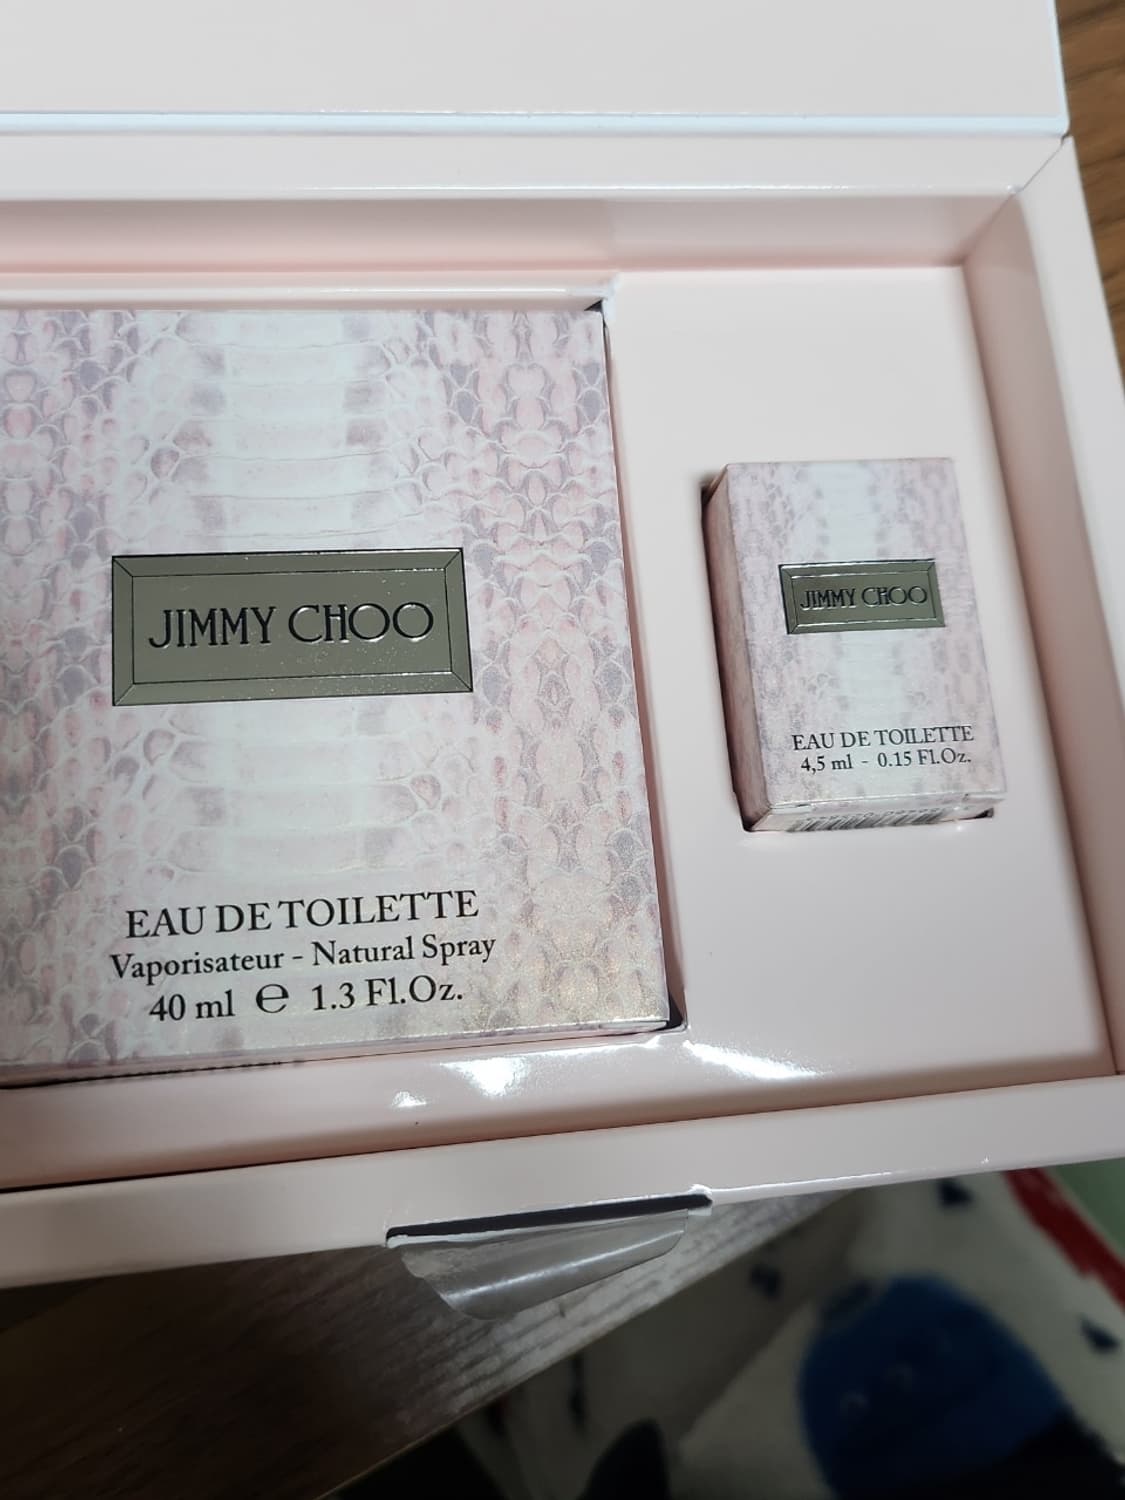 JIMMY CHOO
EAU DE TOILETTE
Vaporisateur - Natural Spray
40 ml ℮ 1.3 Fl.Oz.
JIMMY CHOO
EAU DE TOILETTE
4,5 ml - 0.15 Fl.Oz.